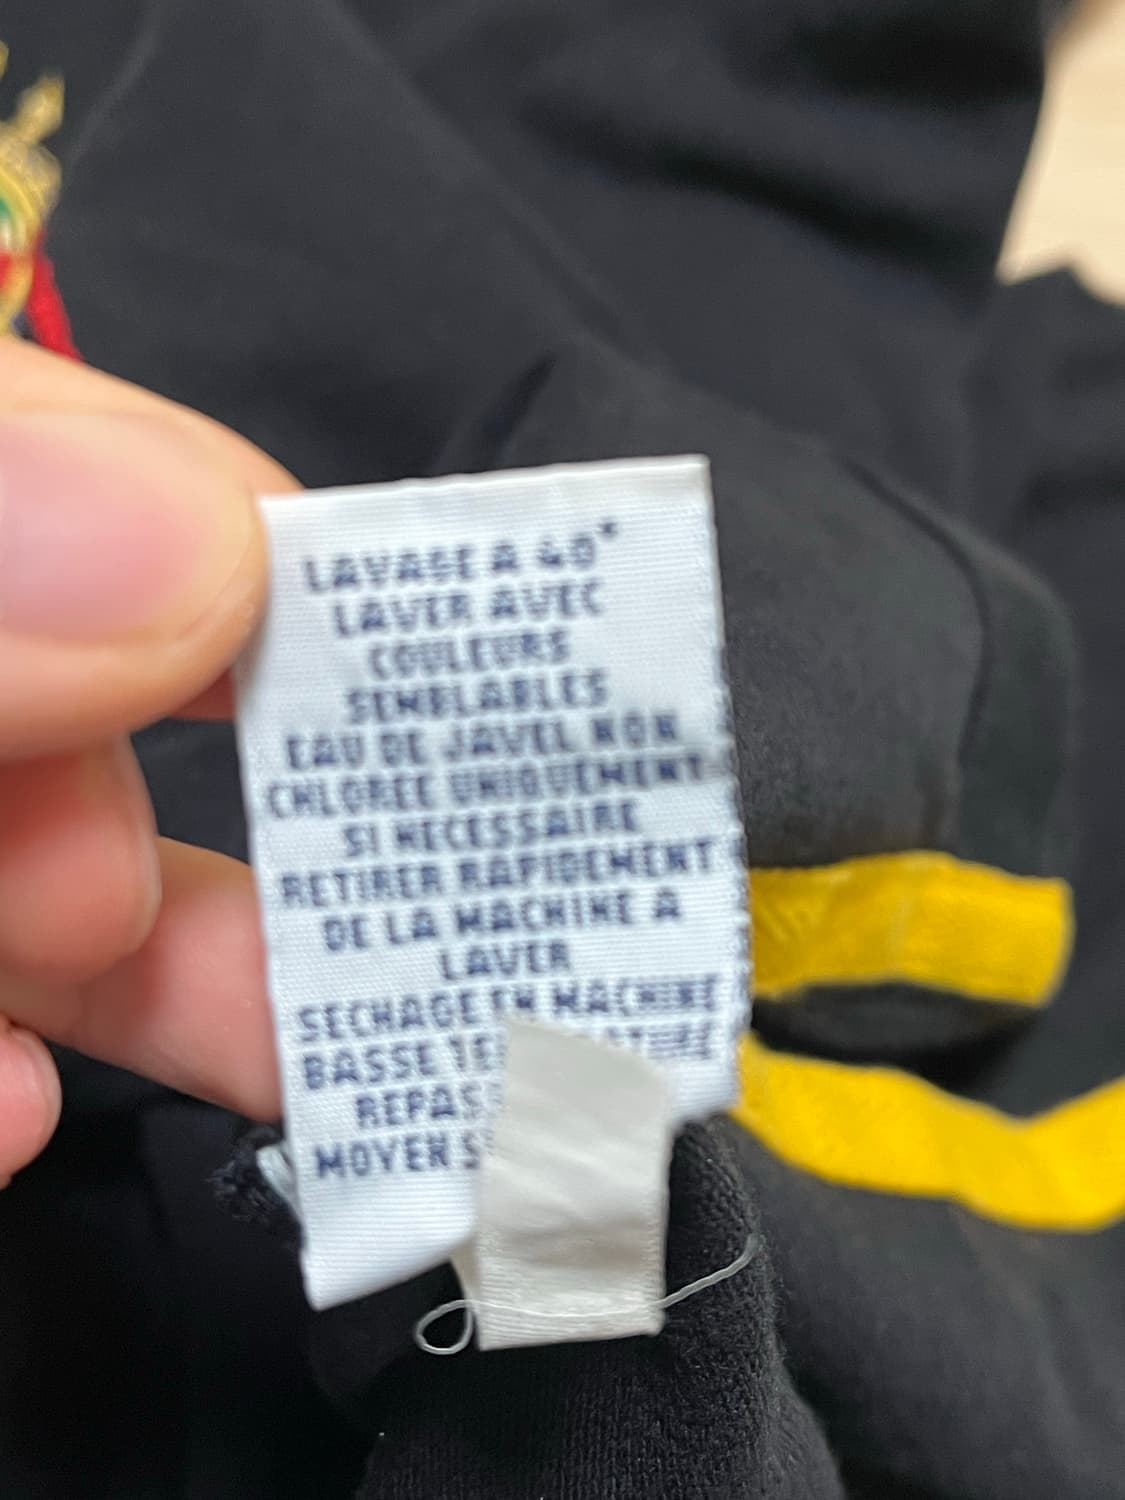 LAVAGE A 40°
LAVER AVEC
COULEURS
SEMBLABLES
EAU DE JAVEL NON
CHLOREE UNIQUEMENT
SI NECESSAIRE
RETIRER RAPIDEMENT
DE LA MACHINE A
LAVER
SECHAGE EN MACHINE
BASSE
MOYEN